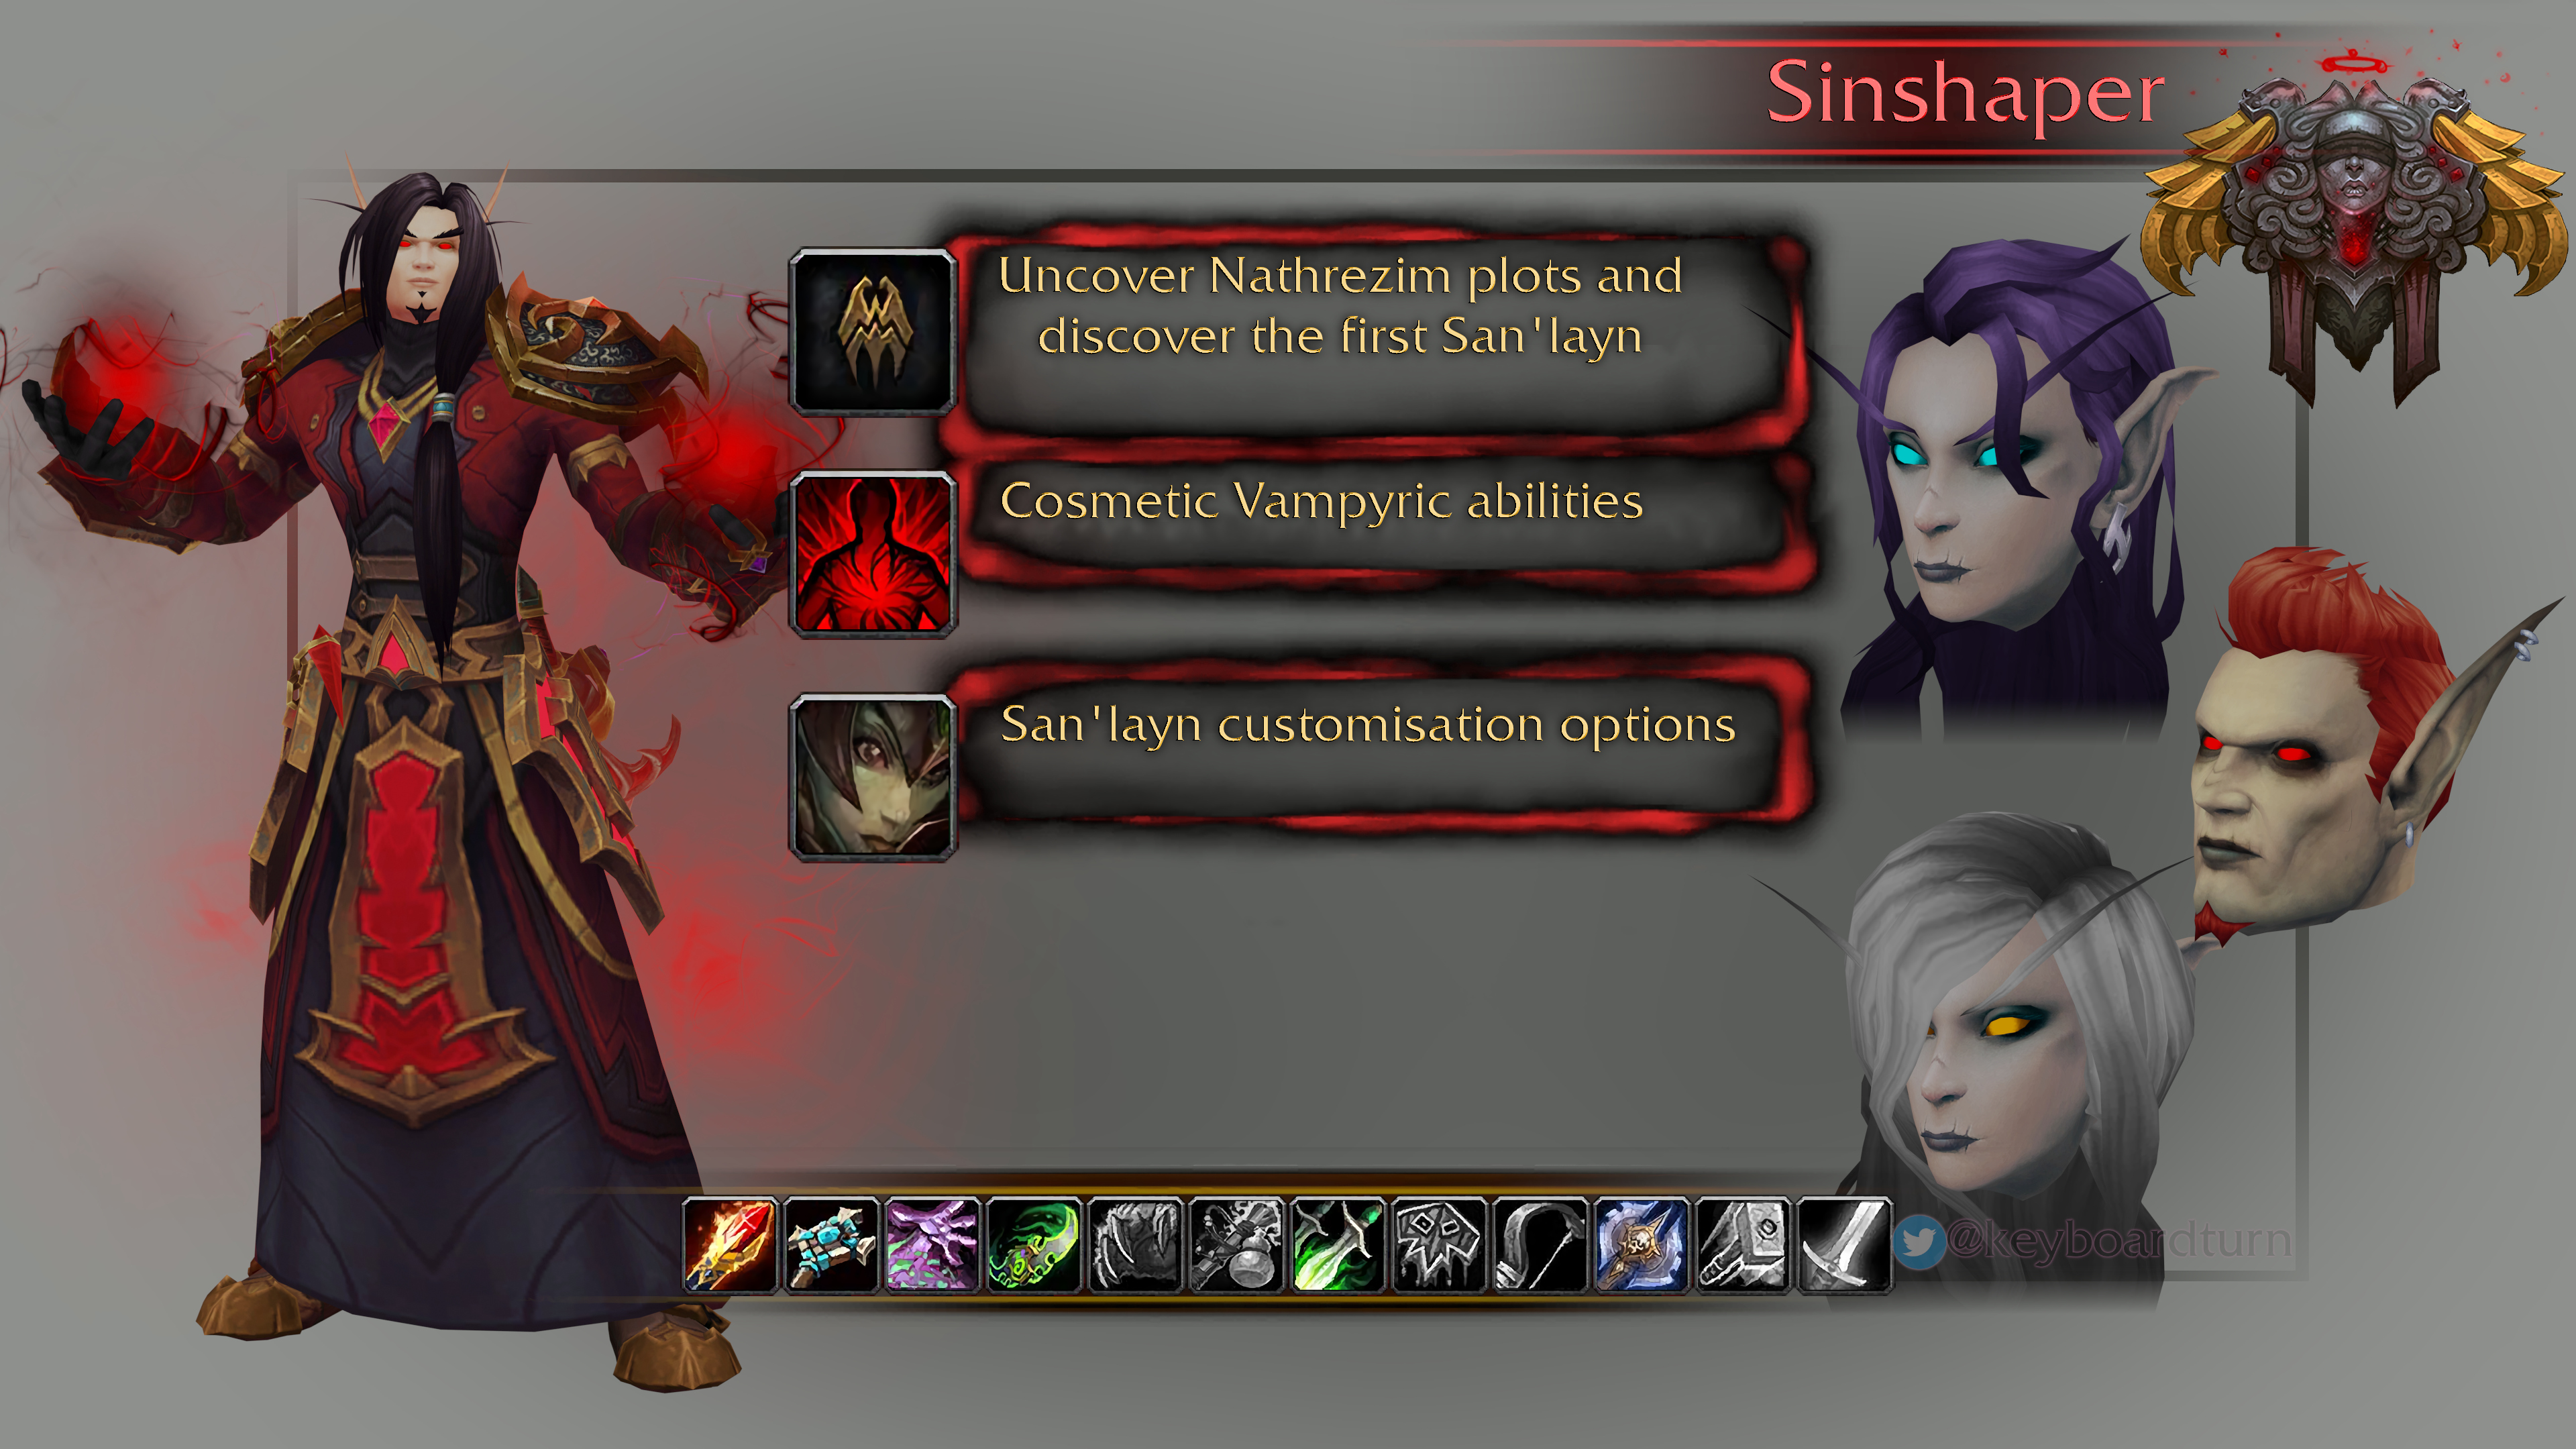 Sinshaper
Uncover Nathrezim plots and
discover the first San'layn
Cosmetic Vampyric abilities
San'layn customisation options
@keyboardturn